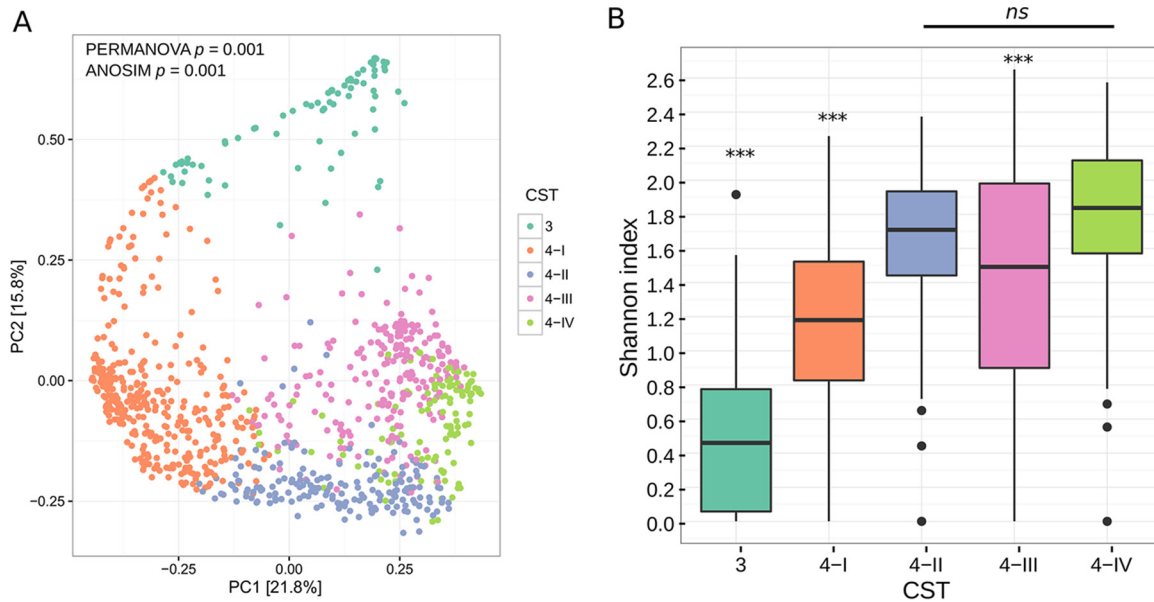 A
PERMANOVA p = 0.001
ANOSIM p = 0.001
PC2 [15.8%]
0.50
0.25
0.00
−0.25
−0.25
0.00
0.25
PC1 [21.8%]
CST
3
4−I
4−II
4−III
4−IV
B
ns
***
***
***
Shannon index
2.6
2.4
2.2
2.0
1.8
1.6
1.4
1.2
1.0
0.8
0.6
0.4
0.2
0.0
3
4−I
4−II
4−III
4−IV
CST